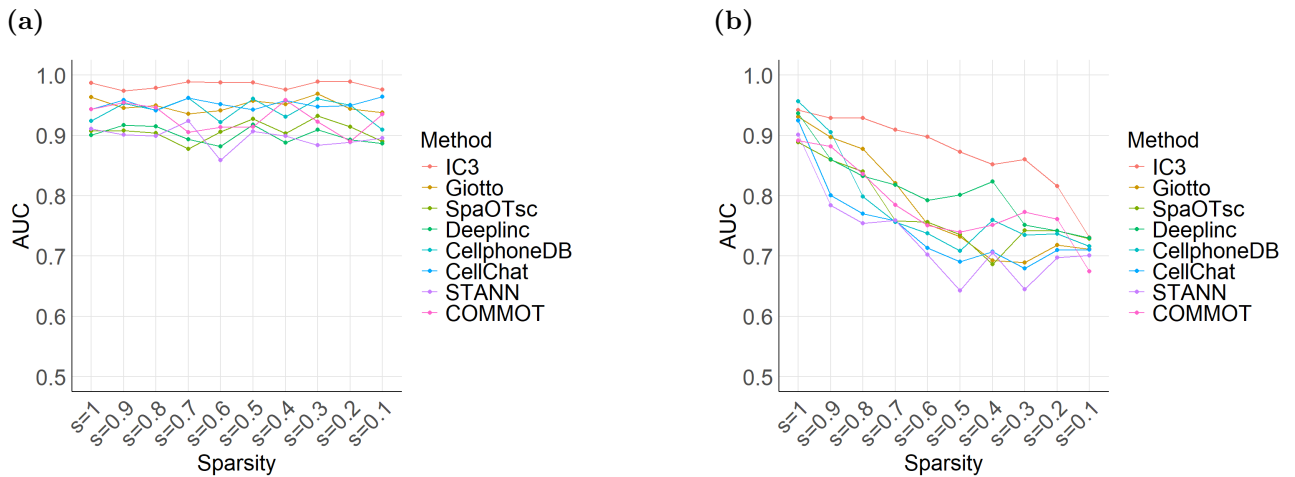 (a)
1.0
0.9
0.8
0.7
0.6
0.5
AUC
s=1
s=0.9
s=0.8
s=0.7
s=0.6
s=0.5
s=0.4
s=0.3
s=0.2
s=0.1
Sparsity
Method
IC3
Giotto
SpaOTsc
Deeplinc
CellphoneDB
CellChat
STANN
COMMOT
(b)
1.0
0.9
0.8
0.7
0.6
0.5
AUC
s=1
s=0.9
s=0.8
s=0.7
s=0.6
s=0.5
s=0.4
s=0.3
s=0.2
s=0.1
Sparsity
Method
IC3
Giotto
SpaOTsc
Deeplinc
CellphoneDB
CellChat
STANN
COMMOT